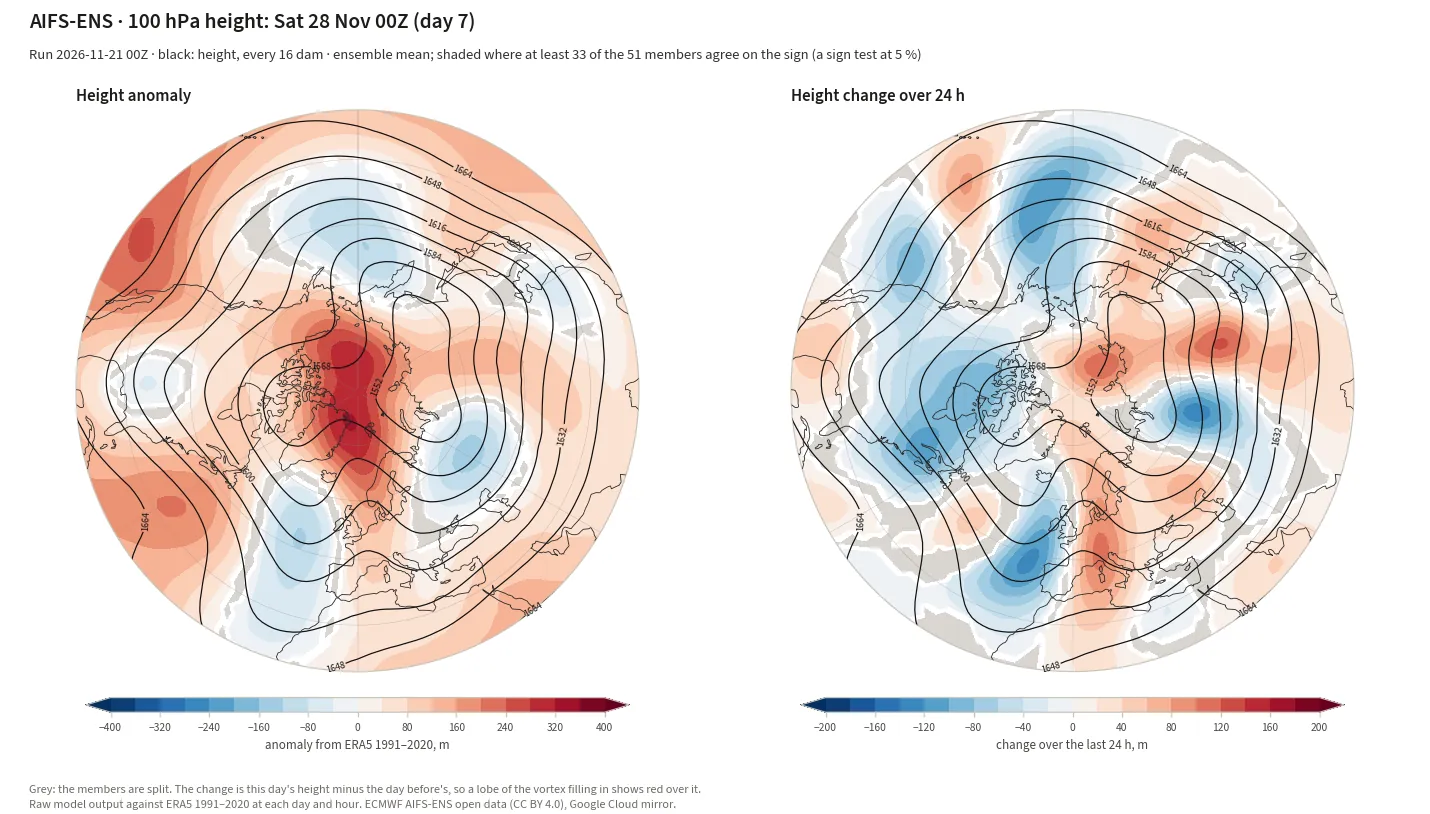 AIFS-ENS · 100 hPa height: Sat 28 Nov 00Z (day 7)
Run 2026-11-21 00Z · black: height, every 16 dam · ensemble mean; shaded where at least 33 of the 51 members agree on the sign (a sign test at 5 %)
Height anomaly
Height change over 24 h
1664
1648
1616
1584
1568
1552
1632
1600
1664
1664
1648
1664
1648
1616
1584
1568
1552
1632
1600
1664
1664
1648
−400 −320 −240 −160 −80 0 80 160 240 320 400
anomaly from ERA5 1991–2020, m
−200 −160 −120 −80 −40 0 40 80 120 160 200
change over the last 24 h, m
Grey: the members are split. The change is this day's height minus the day before's, so a lobe of the vortex filling in shows red over it.
Raw model output against ERA5 1991–2020 at each day and hour. ECMWF AIFS-ENS open data (CC BY 4.0), Google Cloud mirror.